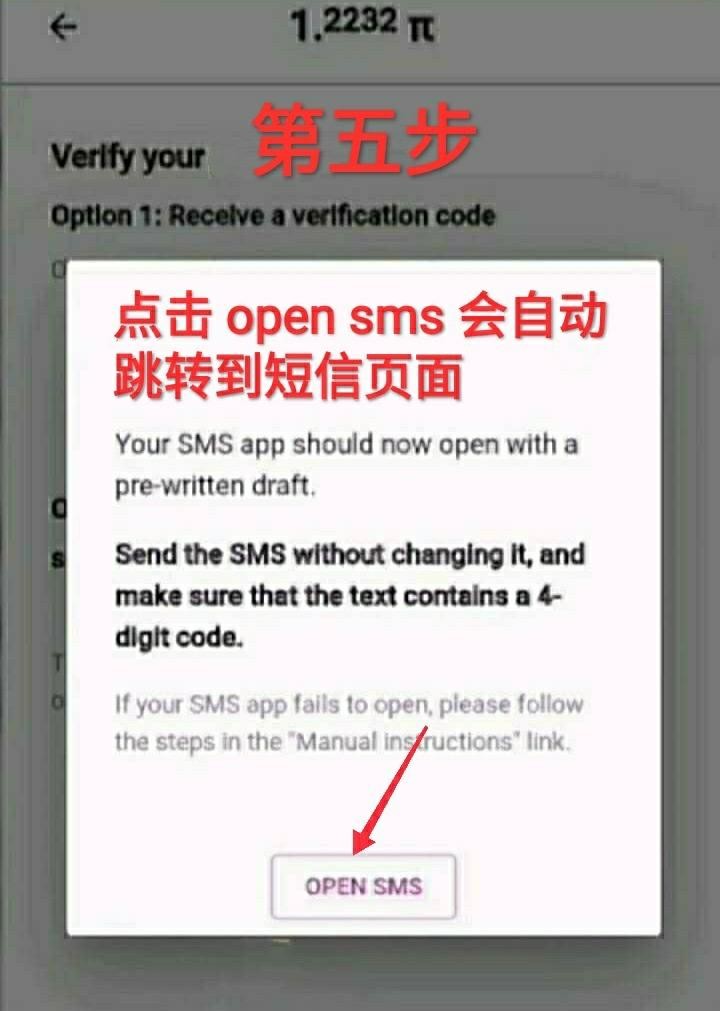 1.2232 π
第五步
Verify your
Option 1: Receive a verification code
点击 open sms 会自动
跳转到短信页面
Your SMS app should now open with a
pre-written draft.
Send the SMS without changing it, and
make sure that the text contains a 4-
digit code.
If your SMS app fails to open, please follow
the steps in the "Manual instructions" link.
OPEN SMS